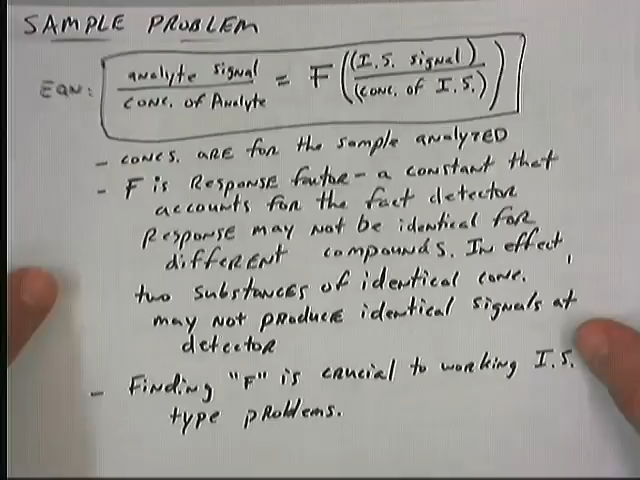 SAMPLE PROBLEM
EQN: analyte signal / conc. of Analyte = F ((I.S. signal) / (conc. of I.S.))
- concs. ARE for the sample analyzed
- F is Response factor - a constant that
accounts for the fact detector
Response may not be identical for
different compounds. In effect,
two substances of identical conc.
may not produce identical signals at
detector
- Finding "F" is crucial to working I.S.
type problems.